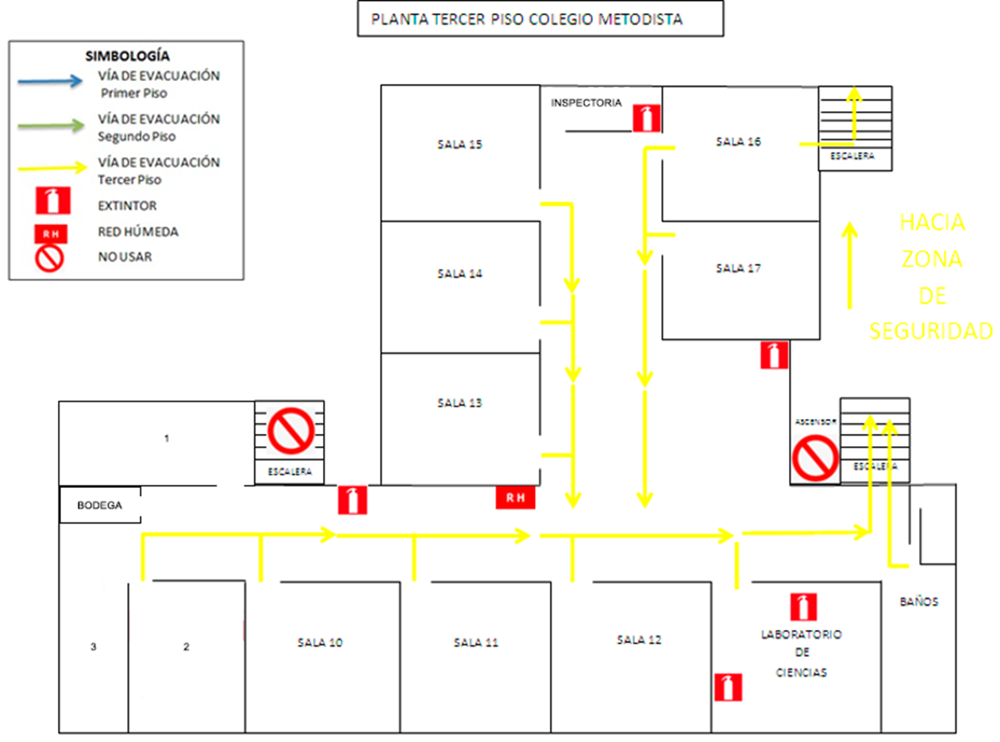 PLANTA TERCER PISO COLEGIO METODISTA
SIMBOLOGÍA
VÍA DE EVACUACIÓN
Primer Piso
VÍA DE EVACUACIÓN
Segundo Piso
VÍA DE EVACUACIÓN
Tercer Piso
EXTINTOR
RH
RED HÚMEDA
NO USAR
SALA 15
INSPECTORIA
SALA 16
ESCALERA
SALA 14
SALA 17
HACIA
ZONA
DE
SEGURIDAD
SALA 13
1
ESCALERA
ASCENSOR
ESCALERA
BODEGA
RH
3
2
SALA 10
SALA 11
SALA 12
LABORATORIO
DE
CIENCIAS
BAÑOS